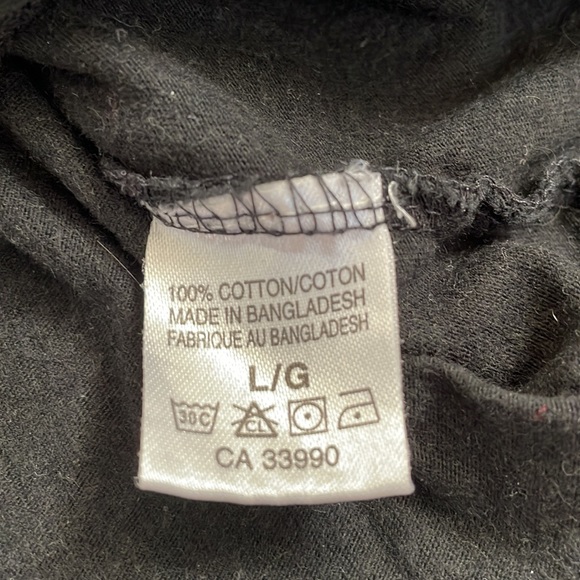 100% COTTON/COTON
MADE IN BANGLADESH
FABRIQUE AU BANGLADESH
L/G
30C CL
CA 33990